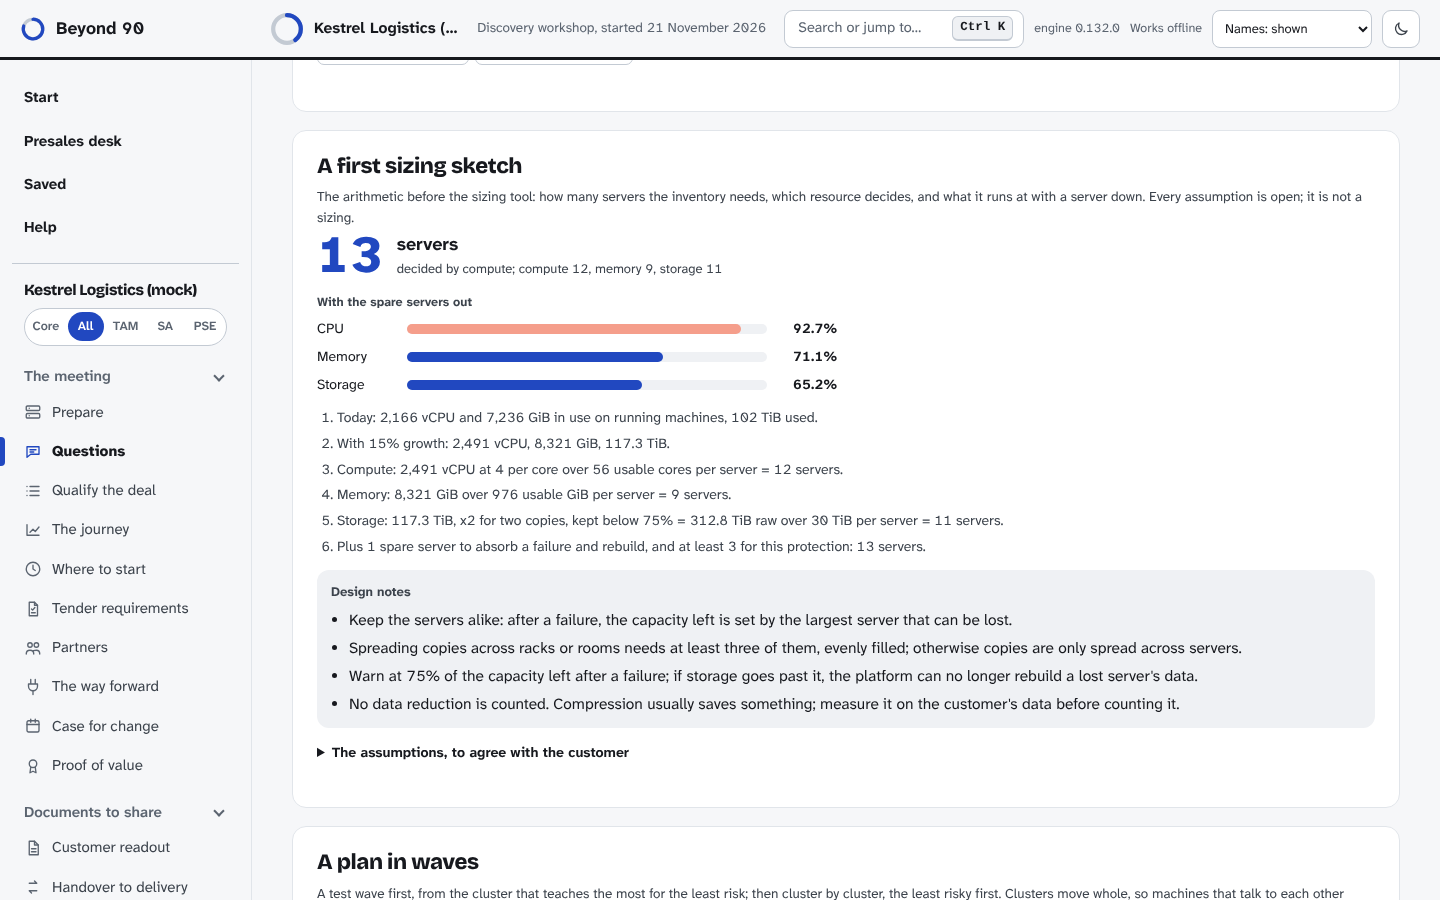 Beyond 90
Kestrel Logistics (...
Discovery workshop, started 21 November 2026
Search or jump to...
Ctrl K
engine 0.132.0
Works offline
Names: shown
Start
Presales desk
Saved
Help
Kestrel Logistics (mock)
Core All TAM SA PSE
The meeting
Prepare
Questions
Qualify the deal
The journey
Where to start
Tender requirements
Partners
The way forward
Case for change
Proof of value
Documents to share
Customer readout
Handover to delivery
A first sizing sketch
The arithmetic before the sizing tool: how many servers the inventory needs, which resource decides, and what it runs at with a server down. Every assumption is open; it is not a
sizing.
13 servers
decided by compute; compute 12, memory 9, storage 11
With the spare servers out
CPU 92.7%
Memory 71.1%
Storage 65.2%
1. Today: 2,166 vCPU and 7,236 GiB in use on running machines, 102 TiB used.
2. With 15% growth: 2,491 vCPU, 8,321 GiB, 117.3 TiB.
3. Compute: 2,491 vCPU at 4 per core over 56 usable cores per server = 12 servers.
4. Memory: 8,321 GiB over 976 usable GiB per server = 9 servers.
5. Storage: 117.3 TiB, x2 for two copies, kept below 75% = 312.8 TiB raw over 30 TiB per server = 11 servers.
6. Plus 1 spare server to absorb a failure and rebuild, and at least 3 for this protection: 13 servers.
Design notes
• Keep the servers alike: after a failure, the capacity left is set by the largest server that can be lost.
• Spreading copies across racks or rooms needs at least three of them, evenly filled; otherwise copies are only spread across servers.
• Warn at 75% of the capacity left after a failure; if storage goes past it, the platform can no longer rebuild a lost server's data.
• No data reduction is counted. Compression usually saves something; measure it on the customer's data before counting it.
The assumptions, to agree with the customer
A plan in waves
A test wave first, from the cluster that teaches the most for the least risk; then cluster by cluster, the least risky first. Clusters move whole, so machines that talk to each other